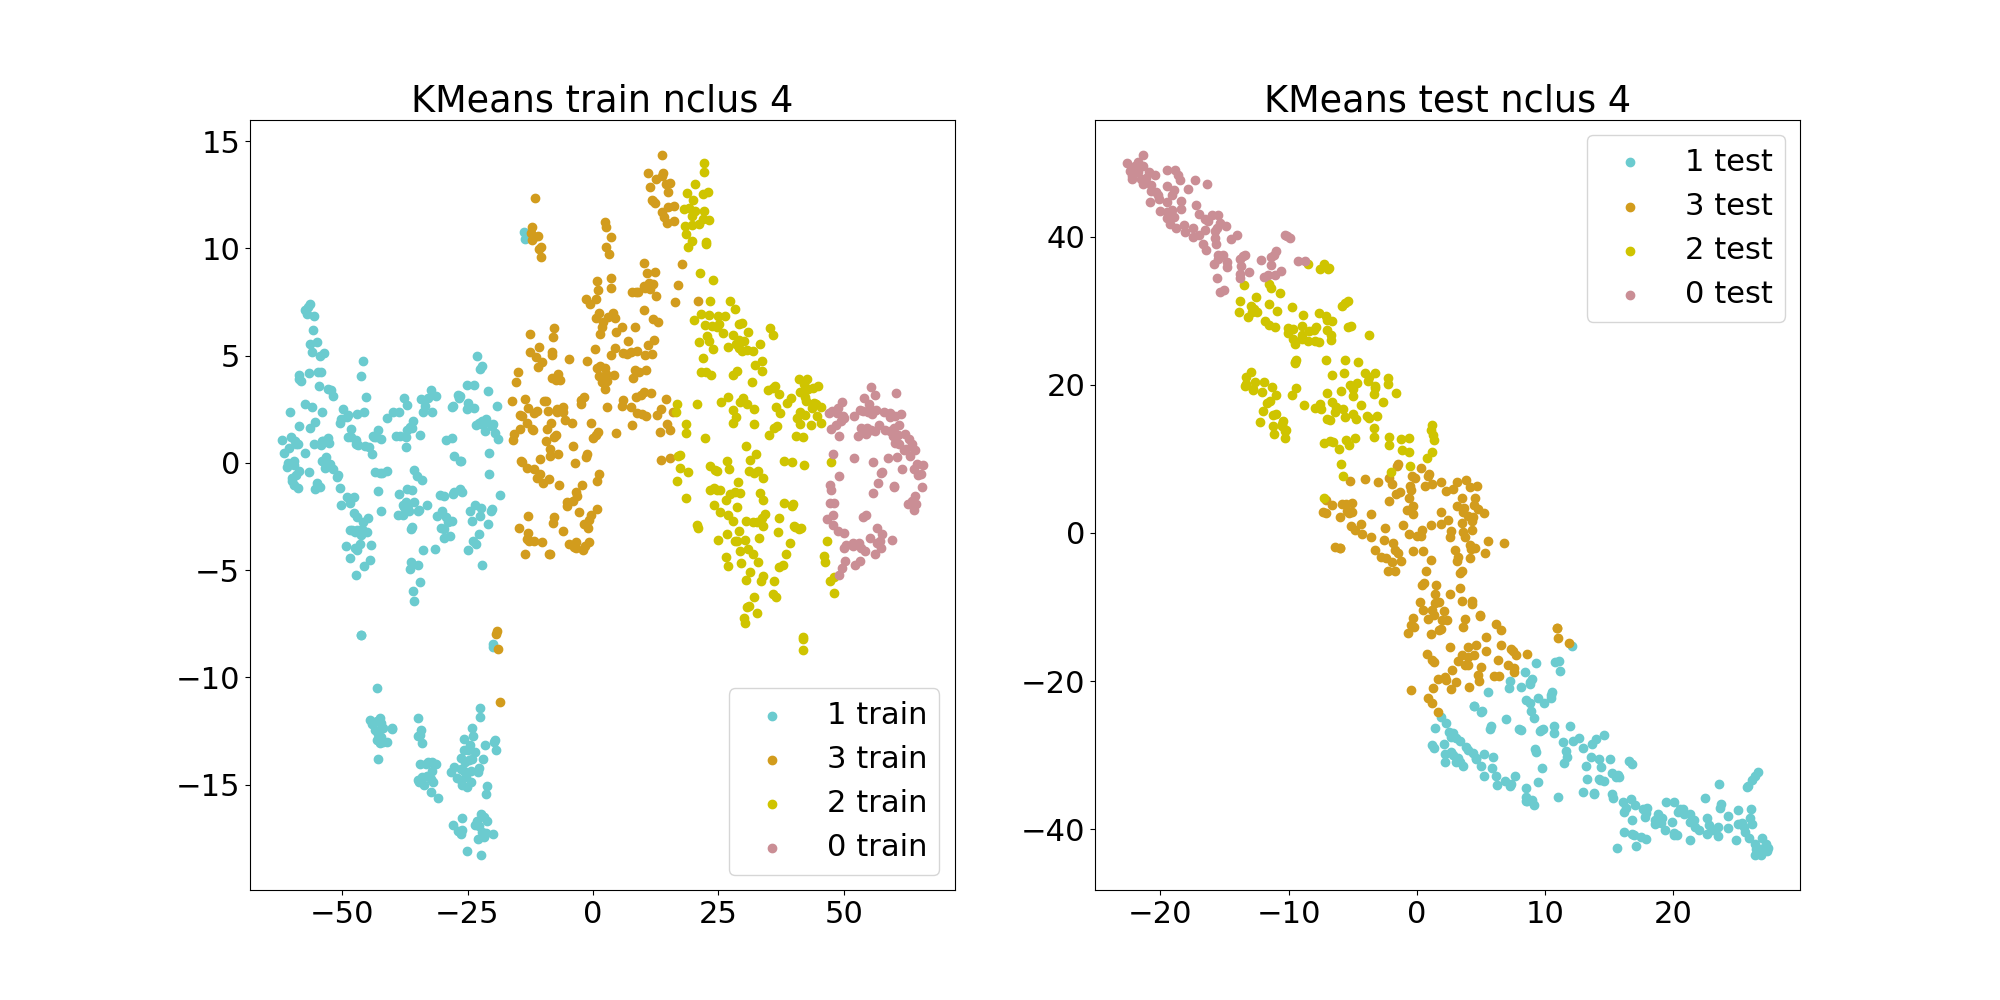 KMeans train nclus 4
15
10
5
0
−5
−10
−15
−50
−25
0
25
50
1 train
3 train
2 train
0 train
KMeans test nclus 4
40
20
0
−20
−40
−20
−10
0
10
20
1 test
3 test
2 test
0 test